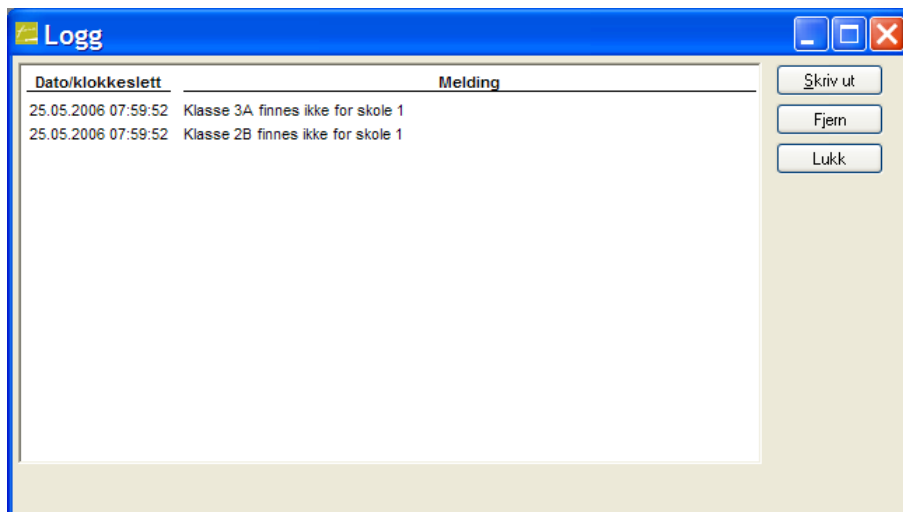 Logg
Dato/klokkeslett Melding
25.05.2006 07:59:52 Klasse 3A finnes ikke for skole 1
25.05.2006 07:59:52 Klasse 2B finnes ikke for skole 1
Skriv ut
Fjern
Lukk